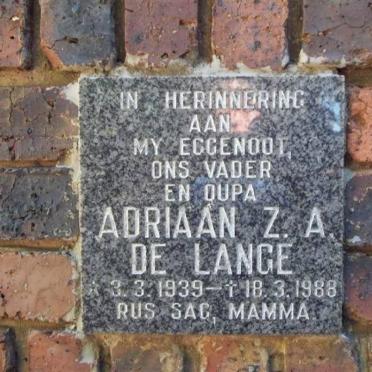 IN HERINNERING
AAN
MY EGGENOOT,
ONS VADER
EN OUPA
ADRIAAN Z. A.
DE LANGE
* 3. 3. 1939 – † 18. 3. 1988
RUS SAG, MAMMA.